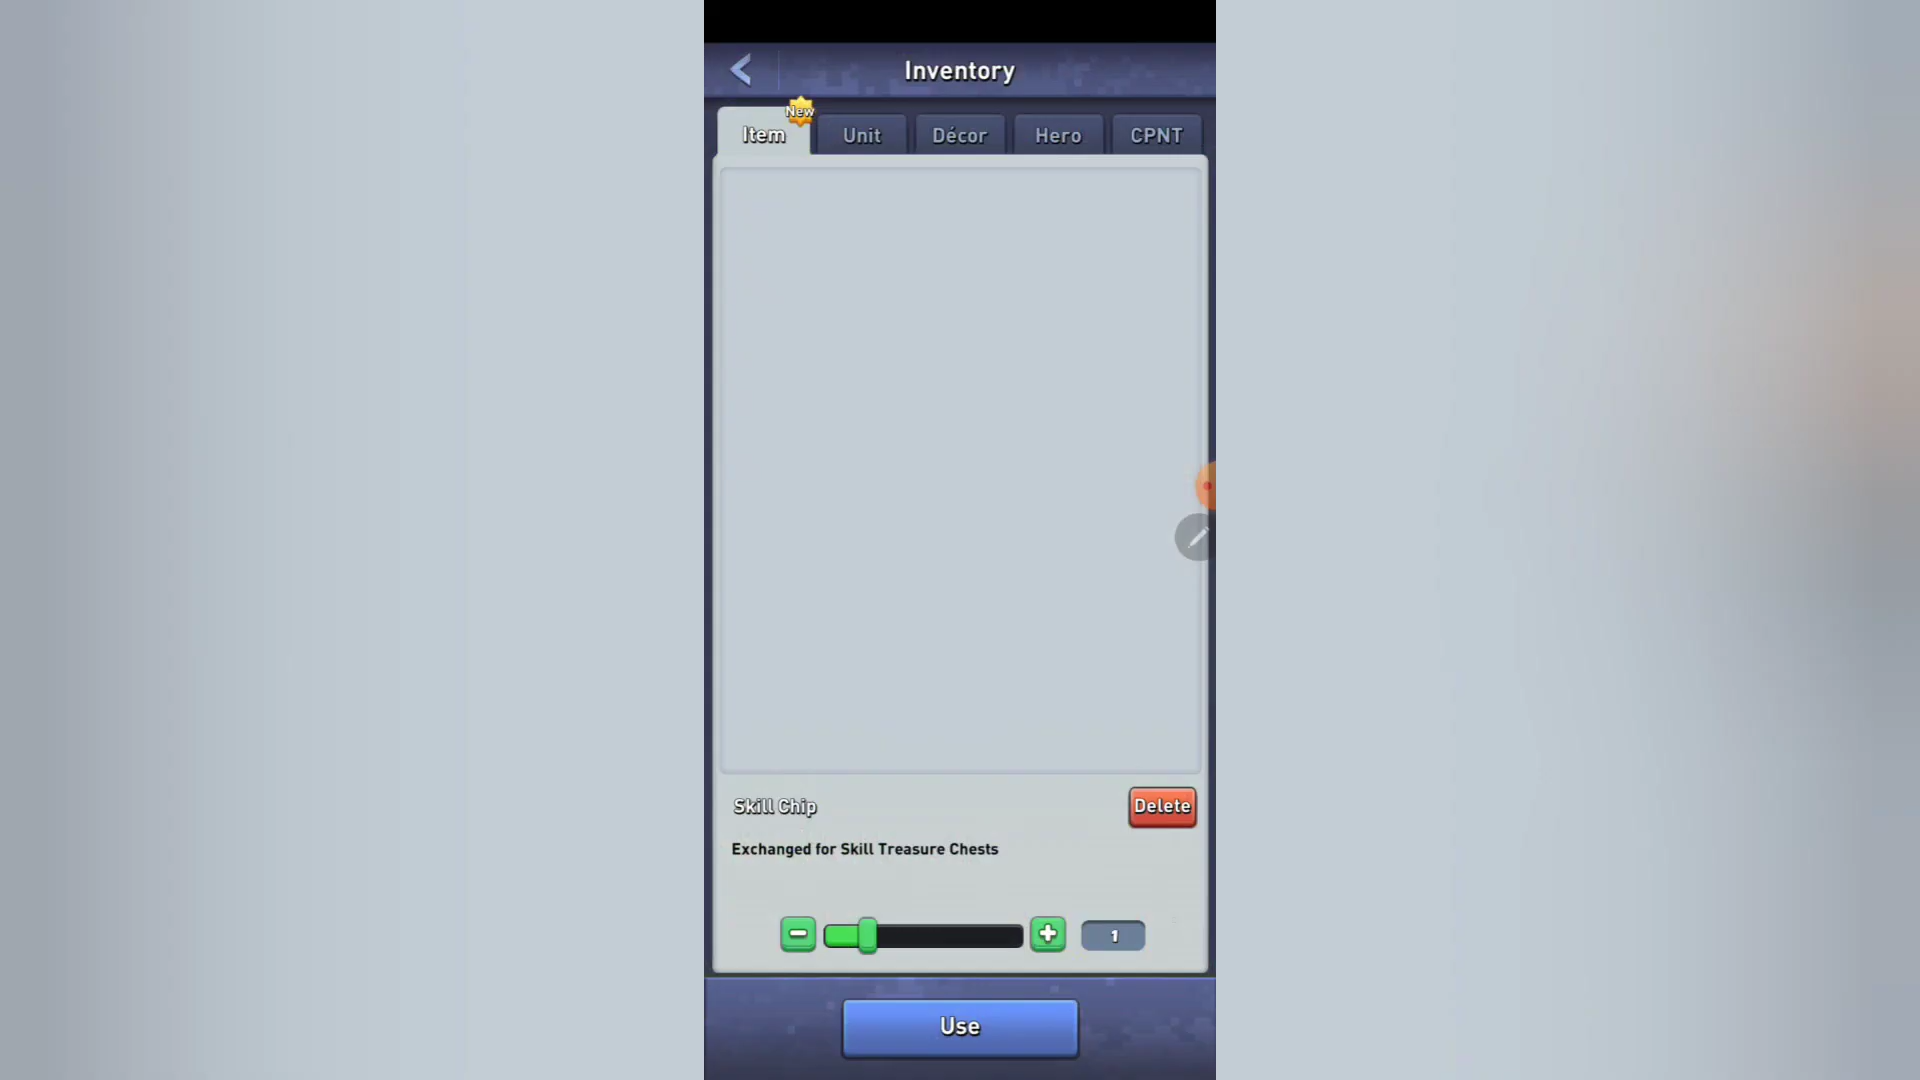 Inventory
New
Item
Unit
Décor
Hero
CPNT
Skill Chip
Delete
Exchanged for Skill Treasure Chests
1
Use